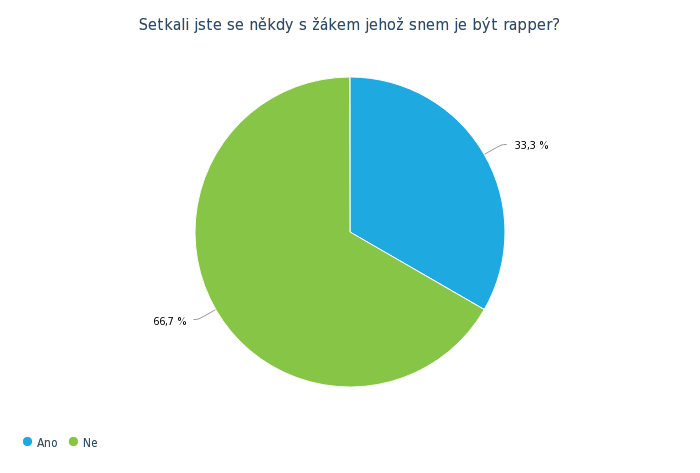 Setkali jste se někdy s žákem jehož snem je být rapper?
33,3 %
66,7 %
Ano
Ne